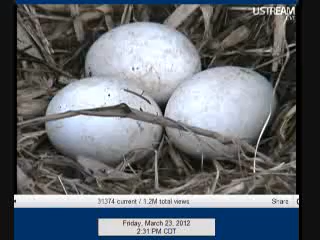 USTREAM
31374 current / 1.2M total views
Share
Friday, March 23, 2012
2:31 PM CDT